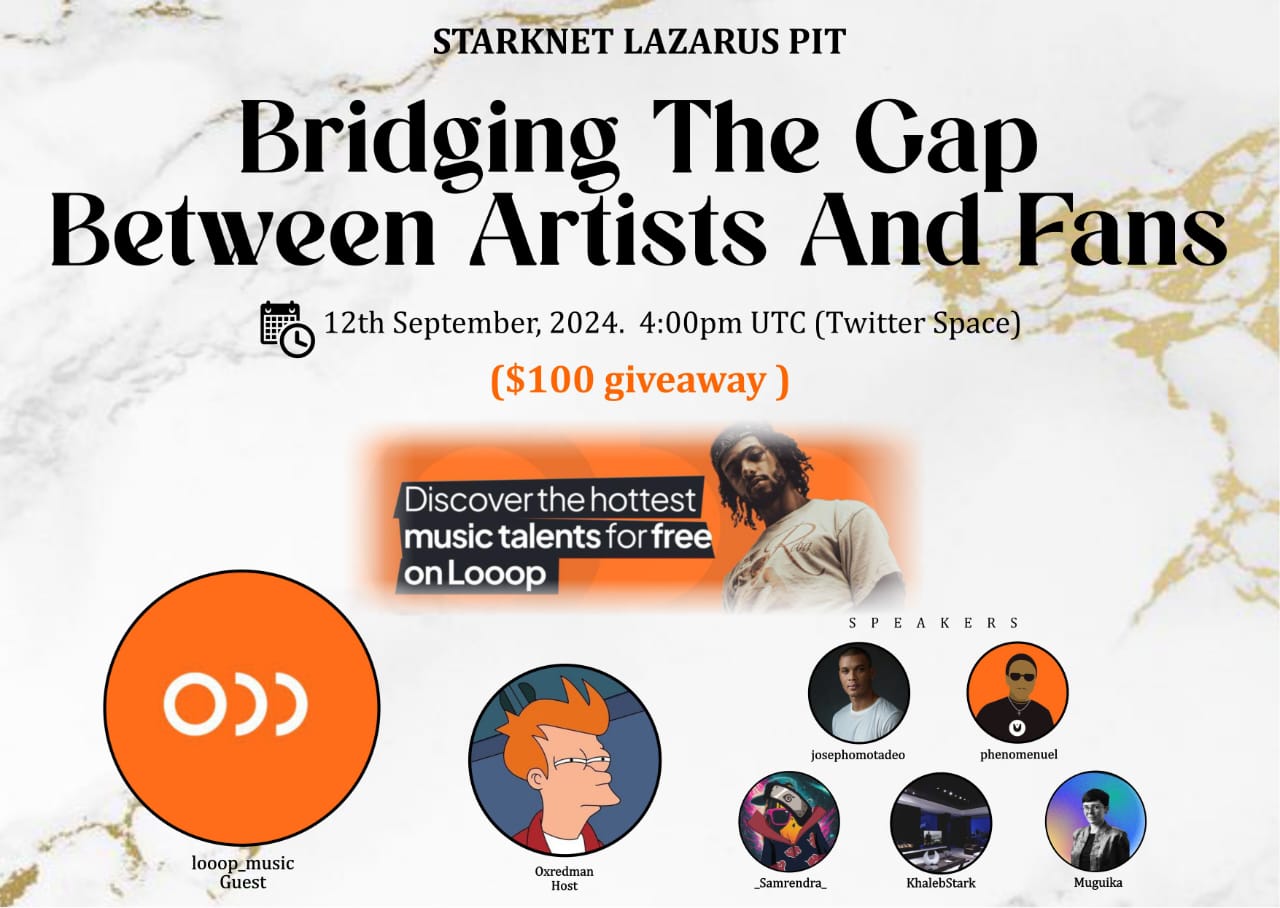 STARKNET LAZARUS PIT
Bridging The Gap
Between Artists And Fans
12th September, 2024.  4:00pm UTC (Twitter Space)
($100 giveaway )
Discover the hottest
music talents for free
on Looop
SPEAKERS
josephomotadeo
phenomenuel
looop_music
Guest
Oxredman
Host
_Samrendra_
KhalebStark
Muguika